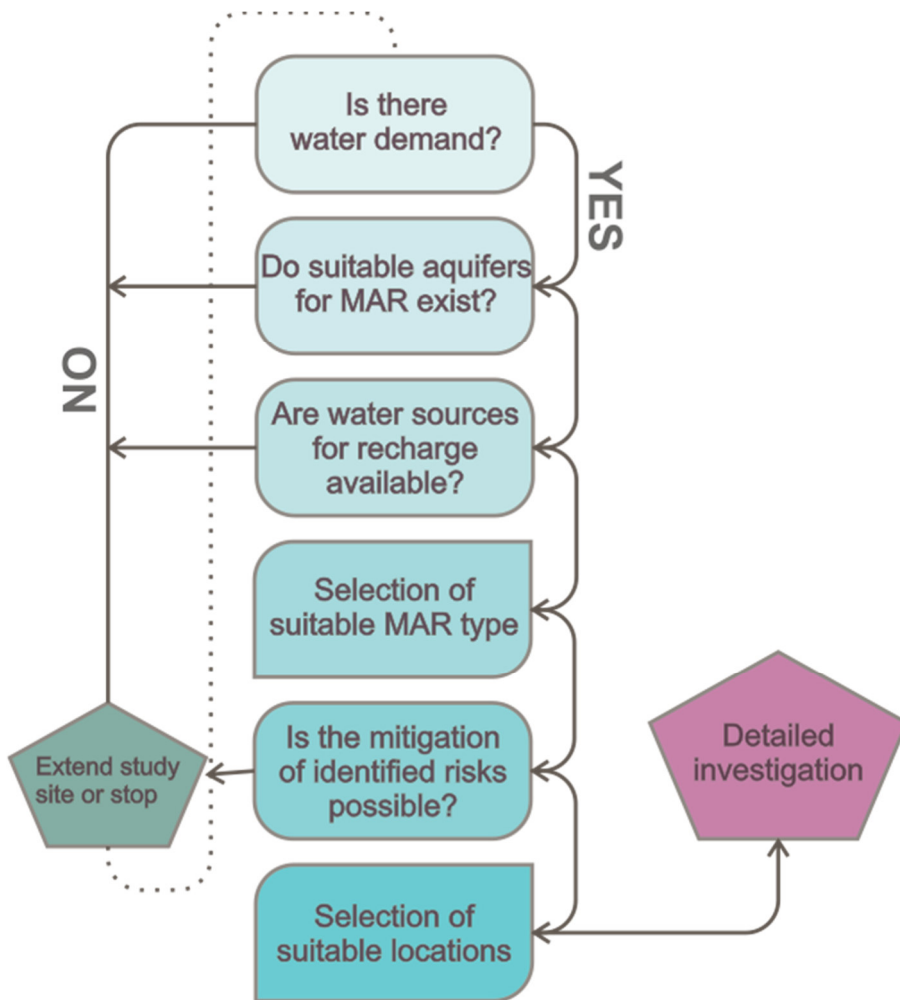 Is there
water demand?
YES
Do suitable aquifers
for MAR exist?
NO
Are water sources
for recharge
available?
Selection of
suitable MAR type
Is the mitigation
of identified risks
possible?
Extend study
site or stop
Detailed
investigation
Selection of
suitable locations